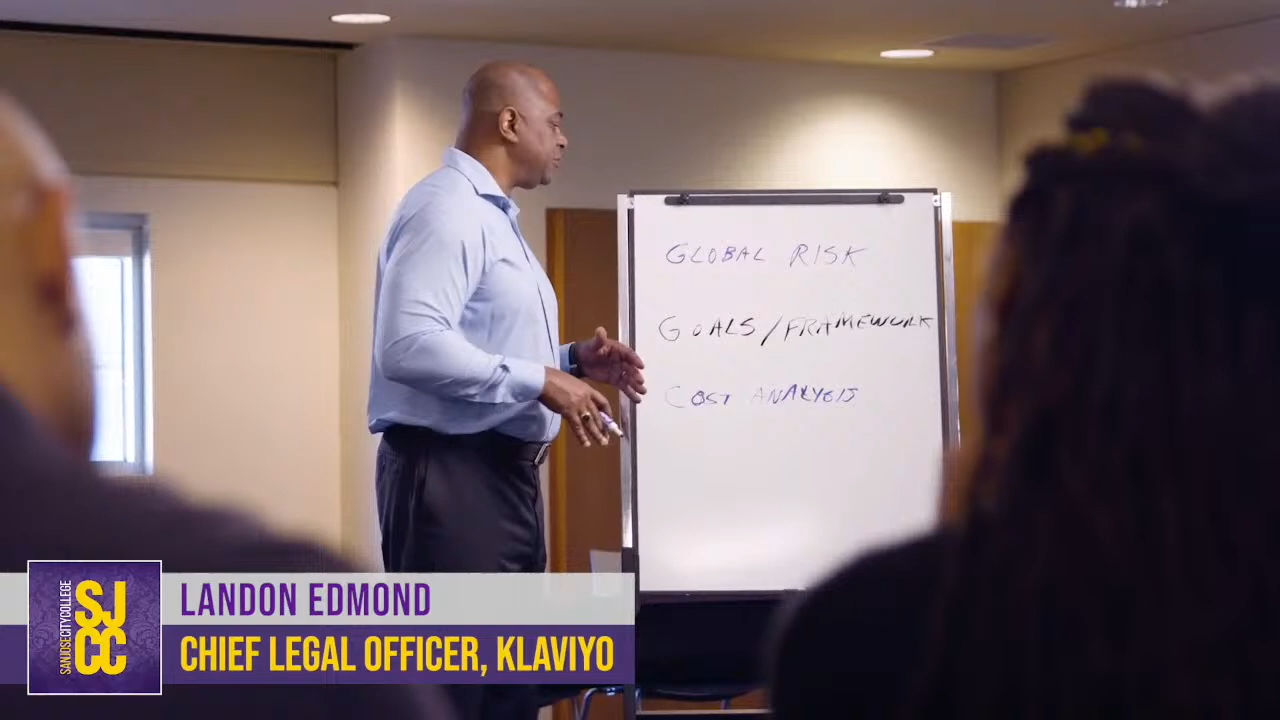 GLOBAL RISK
GOALS/FRAMEWORK
COST ANALYSIS
SAN JOSE CITY COLLEGE
SJ
CC
LANDON EDMOND
CHIEF LEGAL OFFICER, KLAVIYO